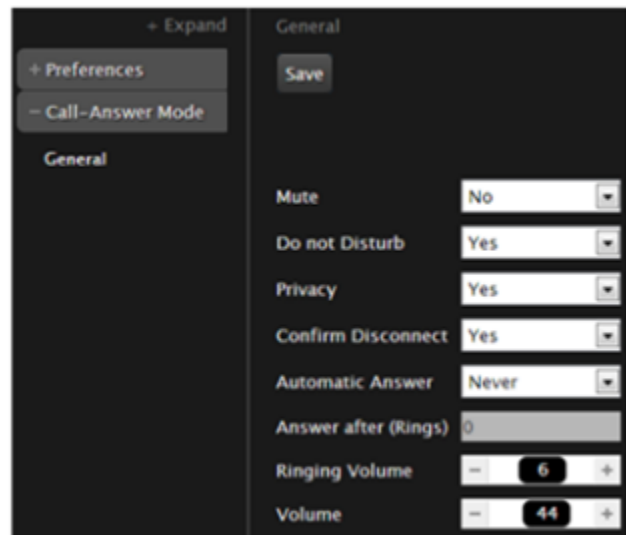 + Expand
+ Preferences
− Call-Answer Mode
General
General
Save
Mute No
Do not Disturb Yes
Privacy Yes
Confirm Disconnect Yes
Automatic Answer Never
Answer after (Rings) 0
Ringing Volume − 6 +
Volume − 44 +